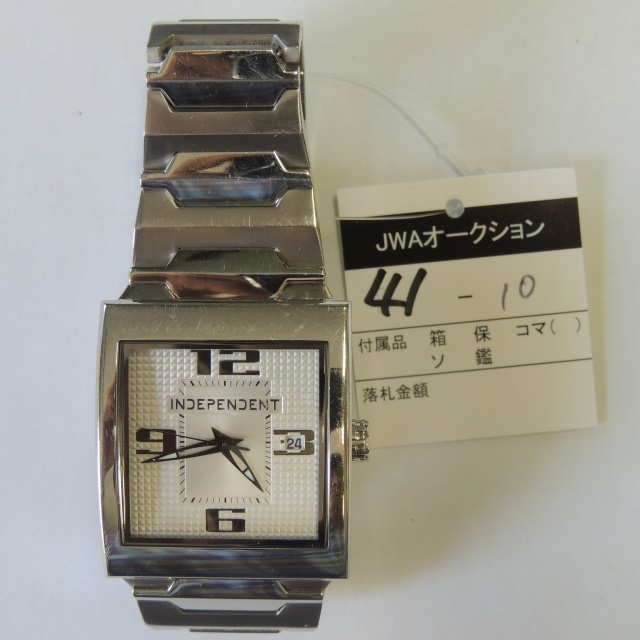 12
INDEPENDENT
9
24
3
6
JWAオークション
41 - 10
付属品 箱 保 コマ( )
ソ 鑑
落札金額